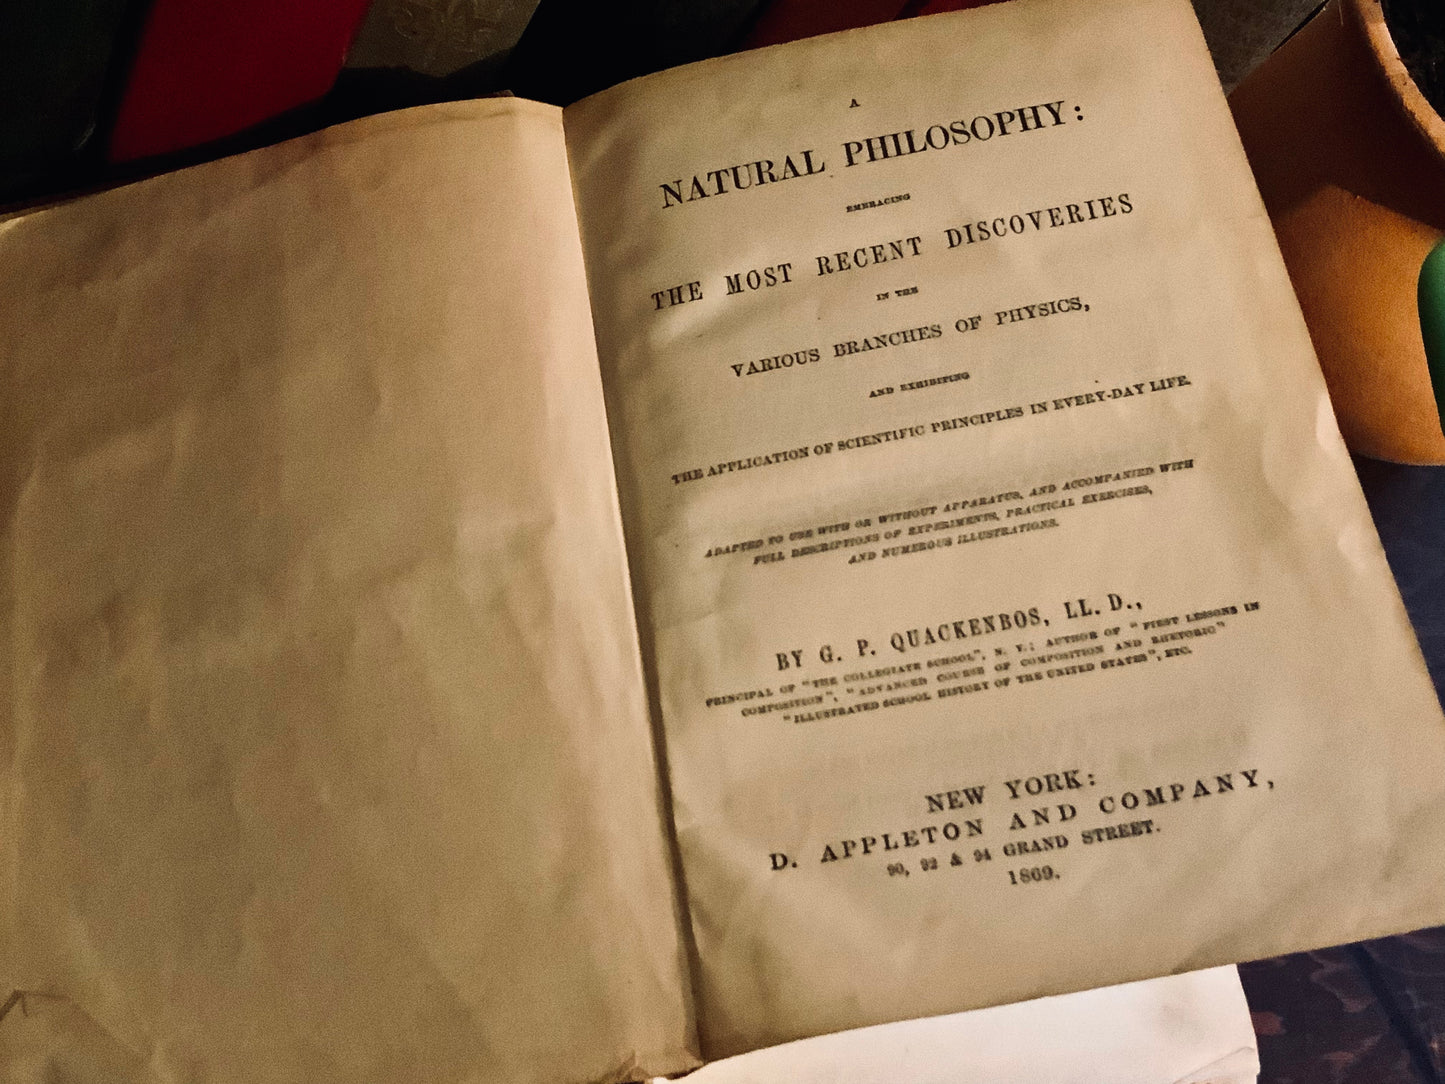 A
NATURAL PHILOSOPHY:
EMBRACING
THE MOST RECENT DISCOVERIES
IN THE
VARIOUS BRANCHES OF PHYSICS,
AND EXHIBITING
THE APPLICATION OF SCIENTIFIC PRINCIPLES IN EVERY-DAY LIFE.
ADAPTED TO USE WITH OR WITHOUT APPARATUS, AND ACCOMPANIED WITH
FULL DESCRIPTIONS OF EXPERIMENTS, PRACTICAL EXERCISES,
AND NUMEROUS ILLUSTRATIONS.
BY G. P. QUACKENBOS, LL. D.,
PRINCIPAL OF "THE COLLEGIATE SCHOOL", N. Y.; AUTHOR OF "FIRST LESSONS IN
COMPOSITION", "ADVANCED COURSE OF COMPOSITION AND RHETORIC"
"ILLUSTRATED SCHOOL HISTORY OF THE UNITED STATES", ETC.
NEW YORK:
D. APPLETON AND COMPANY,
90, 92 & 94 GRAND STREET.
1869.